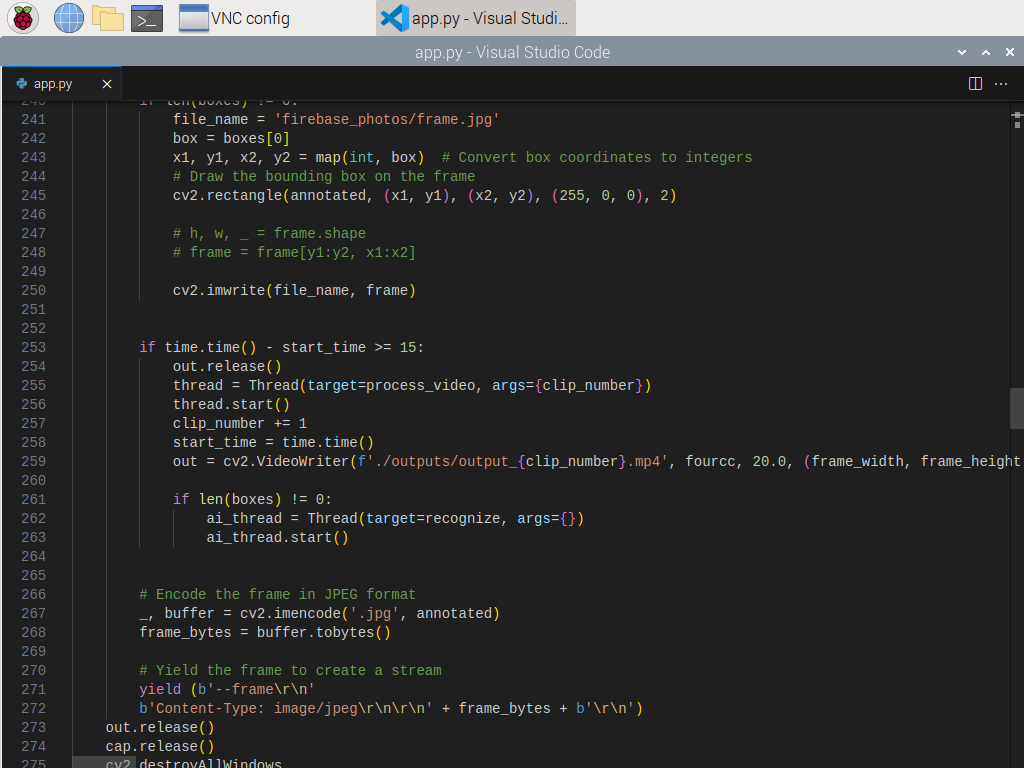 VNC config
app.py - Visual Studi...
app.py - Visual Studio Code
app.py
240 if len(boxes) != 0:
241 file_name = 'firebase_photos/frame.jpg'
242 box = boxes[0]
243 x1, y1, x2, y2 = map(int, box)  # Convert box coordinates to integers
244 # Draw the bounding box on the frame
245 cv2.rectangle(annotated, (x1, y1), (x2, y2), (255, 0, 0), 2)
246
247 # h, w, _ = frame.shape
248 # frame = frame[y1:y2, x1:x2]
249
250 cv2.imwrite(file_name, frame)
251
252
253 if time.time() - start_time >= 15:
254 out.release()
255 thread = Thread(target=process_video, args={clip_number})
256 thread.start()
257 clip_number += 1
258 start_time = time.time()
259 out = cv2.VideoWriter(f'./outputs/output_{clip_number}.mp4', fourcc, 20.0, (frame_width, frame_height
260
261 if len(boxes) != 0:
262 ai_thread = Thread(target=recognize, args={})
263 ai_thread.start()
264
265
266 # Encode the frame in JPEG format
267 _, buffer = cv2.imencode('.jpg', annotated)
268 frame_bytes = buffer.tobytes()
269
270 # Yield the frame to create a stream
271 yield (b'--frame\r\n'
272 b'Content-Type: image/jpeg\r\n\r\n' + frame_bytes + b'\r\n')
273 out.release()
274 cap.release()
275 cv2.destroyAllWindows